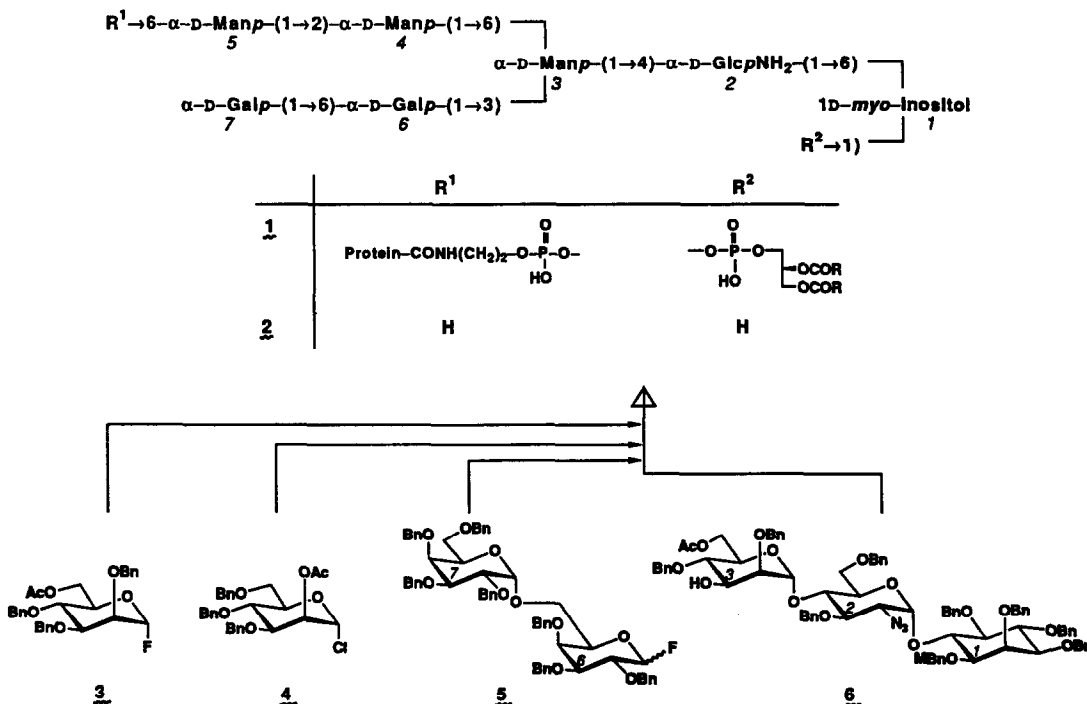 R¹→6-α-D-Manp-(1→2)-α-D-Manp-(1→6)
5 4
α-D-Manp-(1→4)-α-D-GlcpNH₂-(1→6)
3 2
α-D-Galp-(1→6)-α-D-Galp-(1→3)
7 6
1D-myo-Inositol
1
R²→1)
R¹ R²
1
Protein-CONH(CH₂)₂-O-P-O-
O
HO
-O-P-O
O
HO
OCOR
OCOR
2 H H
AcO OBn
O
BnO
BnO
F
3
BnO OAc
O
BnO
BnO
Cl
4
BnO OBn
O
7
BnO
BnO
O
BnO
O
6
F
BnO
OBn
5
AcO OBn
O
BnO
HO 3
O
OBn
O
2
BnO
N₃
O
BnO OBn
OBn
MBnO
1
OBn
6